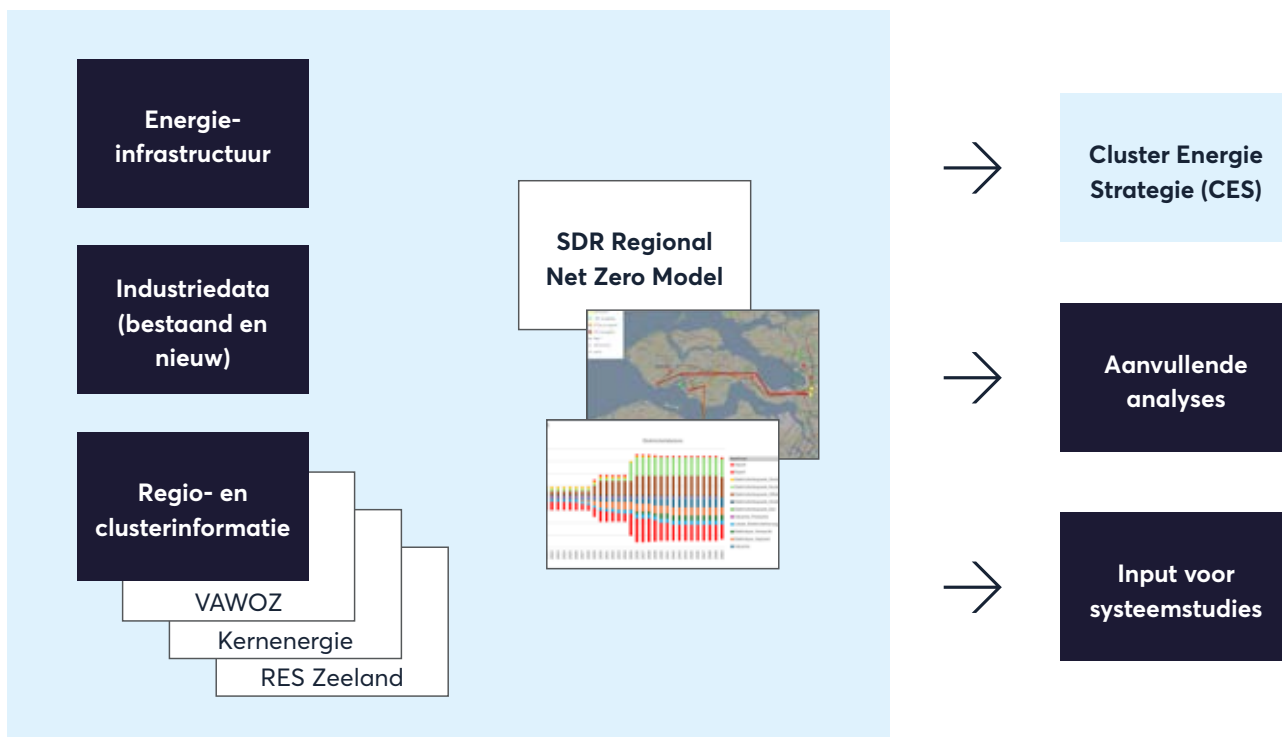 Energie-
infrastructuur
Industriedata
(bestaand en
nieuw)
Regio- en
clusterinformatie
VAWOZ
Kernenergie
RES Zeeland
SDR Regional
Net Zero Model
Cluster Energie
Strategie (CES)
Aanvullende
analyses
Input voor
systeemstudies